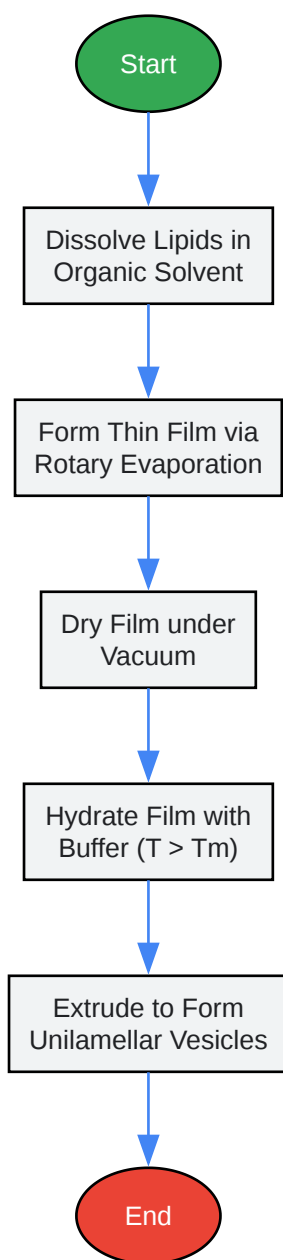 Start
Dissolve Lipids in
Organic Solvent
Form Thin Film via
Rotary Evaporation
Dry Film under
Vacuum
Hydrate Film with
Buffer (T > Tm)
Extrude to Form
Unilamellar Vesicles
End